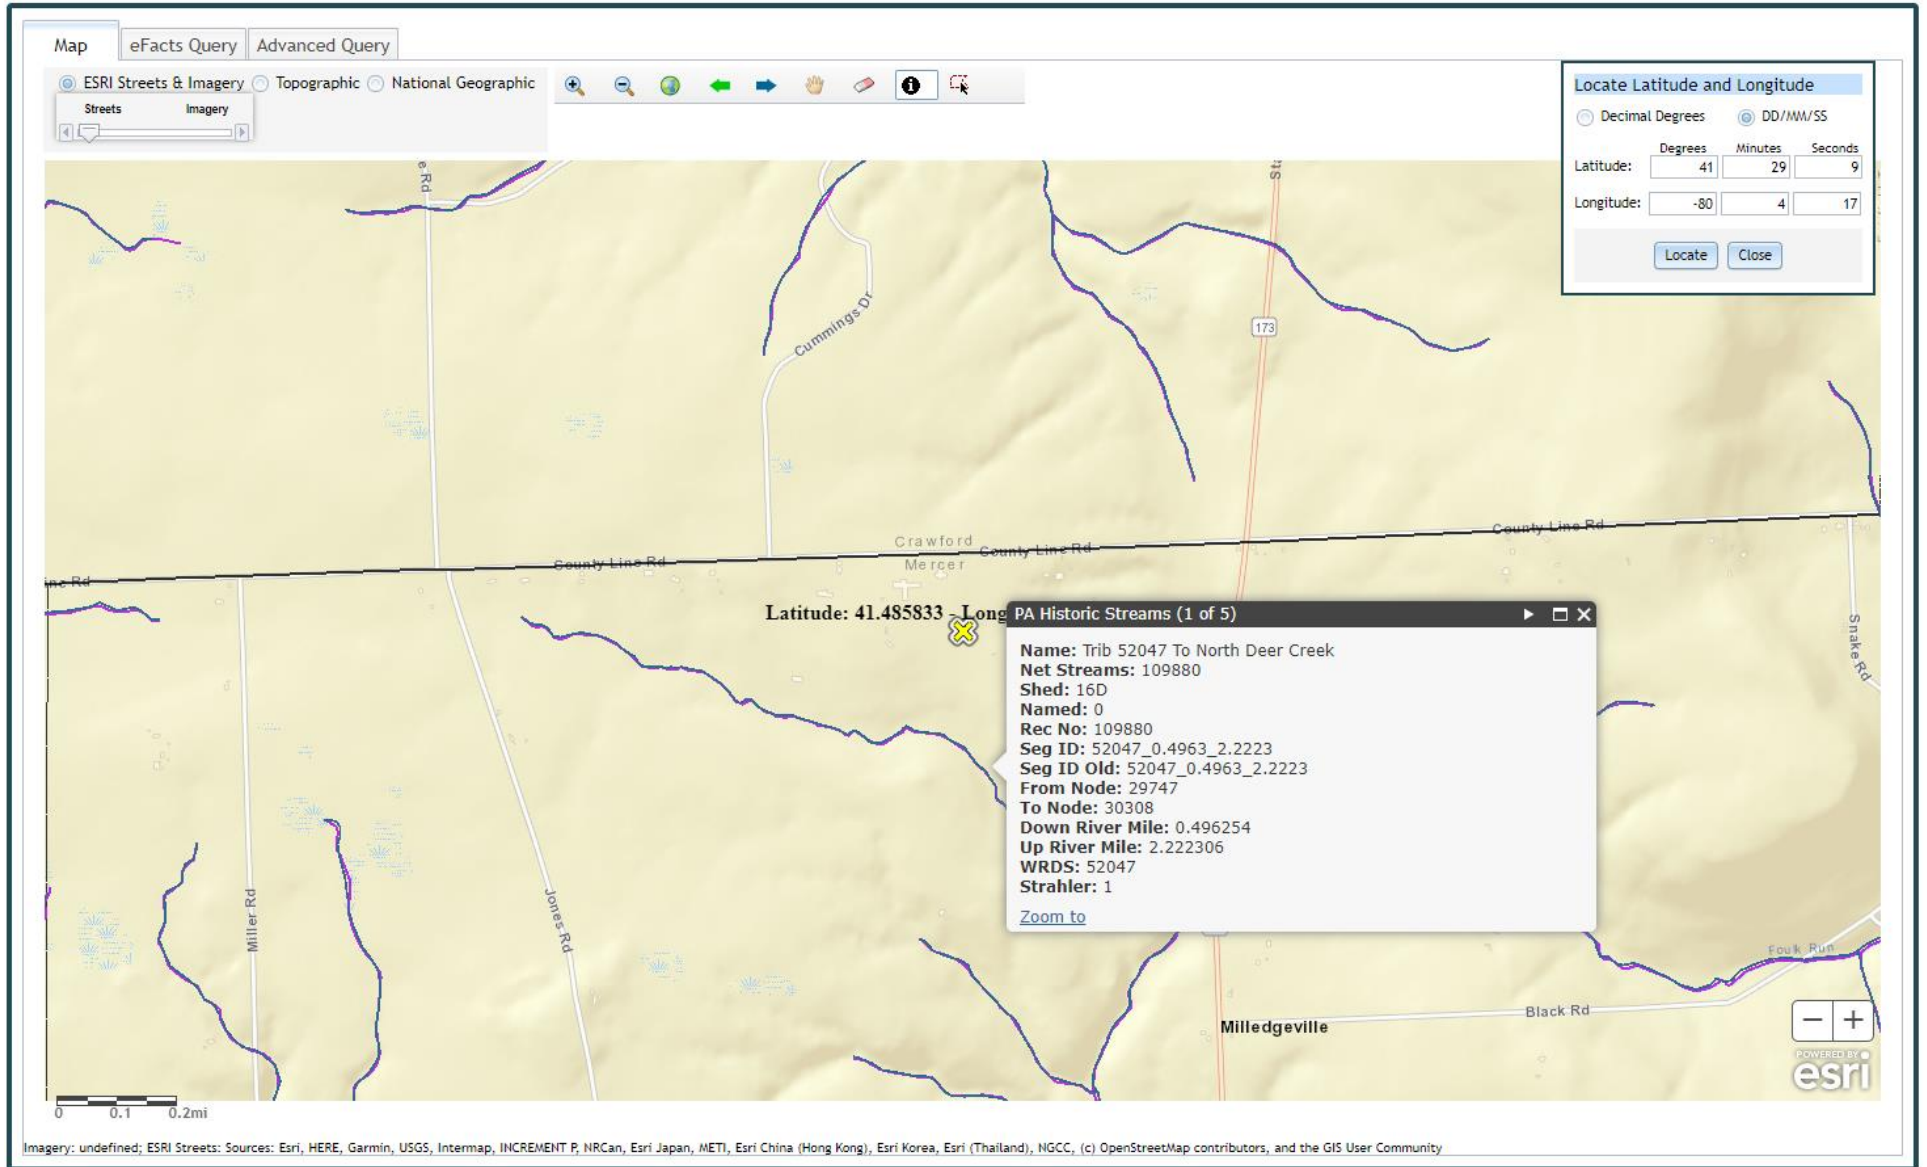 Map eFacts Query Advanced Query
ESRI Streets & Imagery Topographic National Geographic
Streets Imagery
Locate Latitude and Longitude
Decimal Degrees DD/MM/SS
Degrees Minutes Seconds
Latitude: 41 29 9
Longitude: -80 4 17
Locate Close
e Rd
Sta
Cummings Dr
173
County Line Rd
Crawford
County Line Rd
Mercer
County Line Rd
ine Rd
Latitude: 41.485833 - Long
Snake Rd
PA Historic Streams (1 of 5)
Name: Trib 52047 To North Deer Creek
Net Streams: 109880
Shed: 16D
Named: 0
Rec No: 109880
Seg ID: 52047_0.4963_2.2223
Seg ID Old: 52047_0.4963_2.2223
From Node: 29747
To Node: 30308
Down River Mile: 0.496254
Up River Mile: 2.222306
WRDS: 52047
Strahler: 1
Zoom to
Miller Rd
Jones Rd
Foulk Run
Black Rd
Milledgeville
POWERED BY
esri
0 0.1 0.2mi
Imagery: undefined; ESRI Streets: Sources: Esri, HERE, Garmin, USGS, Intermap, INCREMENT P, NRCan, Esri Japan, METI, Esri China (Hong Kong), Esri Korea, Esri (Thailand), NGCC, (c) OpenStreetMap contributors, and the GIS User Community